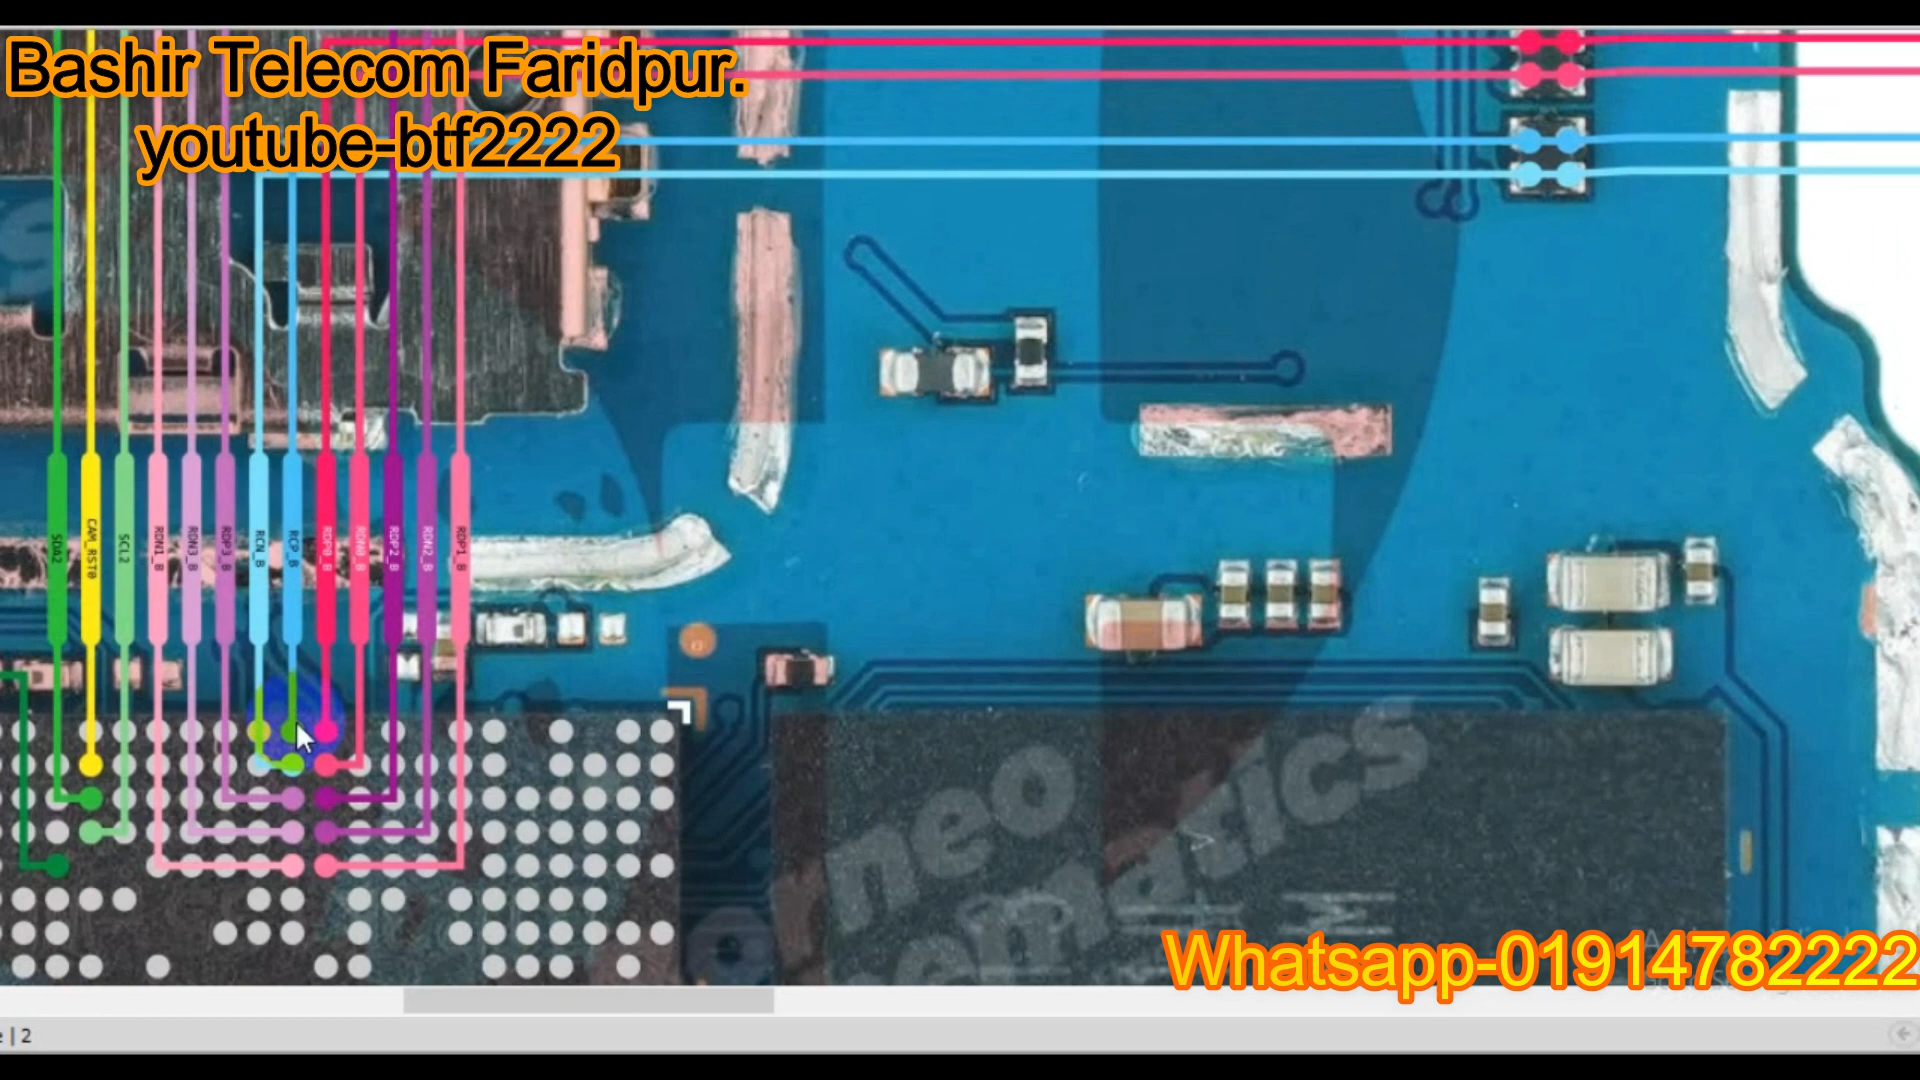 Bashir Telecom Faridpur.
youtube-btf2222
SDA2
CAM_RST0
SCL2
RDN1_B
RDN3_B
RDP3_B
RCN_B
RCP_B
RDP0_B
RDN0_B
RDP2_B
RDN2_B
RDP1_B
neo
ematics
Whatsapp-01914782222
| 2